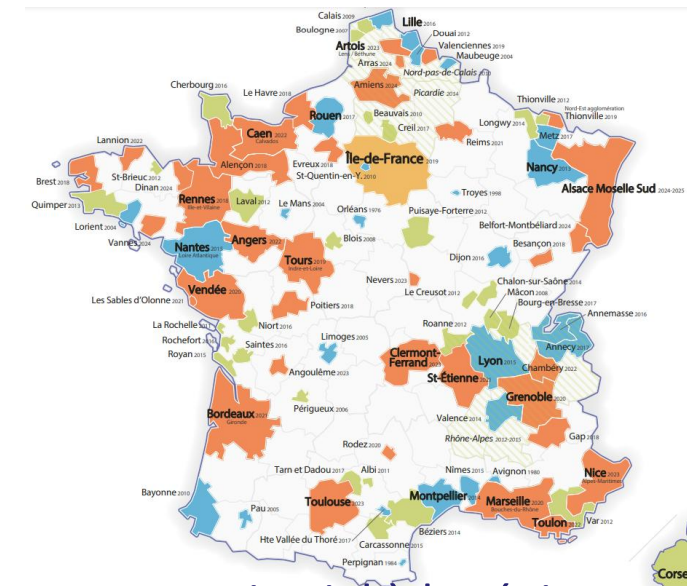 Calais 2009
Lille 2016
Boulogne 2007
Douai 2012
Artois 2023
Lens / Béthune
Valenciennes 2019
Maubeuge 2004
Arras 2024
Nord-pas-de-Calais
Amiens 2024
Picardie 2014
Cherbourg 2016
Le Havre 2018
Thionville 2012
Nord-Est agglomération
Thionville 2019
Rouen 2017
Beauvais 2010
Longwy 2014
Metz 2017
Creil 2017
Caen 2022
Calvados
Reims 2021
Lannion 2022
Alençon 2018
Evreux 2018
Île-de-France 2019
Nancy 2013
St-Quentin-en-Y. 2010
St-Brieuc 2012
Brest 2018
Dinan 2024
Alsace Moselle Sud 2024-2025
Rennes 2018
Ille-et-Vilaine
Laval 2012
Le Mans 2004
Troyes 1998
Quimper 2013
Orléans 1976
Puisaye-Forterre 2012
Lorient 2004
Belfort-Montbéliard 2024
Vannes 2024
Angers 2022
Blois 2008
Besançon 2018
Nantes
Loire Atlantique
Dijon 2016
Tours 2019
Indre-et-Loire
Nevers 2023
Chalon-sur-Saône 2014
Vendée 2020
Le Creusot 2012
Mâcon 2008
Les Sables d'Olonne 2021
Poitiers 2018
Bourg-en-Bresse 2017
Annemasse 2016
La Rochelle
Niort 2016
Roanne 2012
Limoges 2005
Rochefort
Saintes 2016
Annecy 2017
Royan 2015
Clermont-
Ferrand 2023
Lyon 2013
Chambéry 2022
Angoulême 2023
St-Étienne
Grenoble 2020
Périgueux 2006
Bordeaux 2021
Gironde
Valence 2014
Rhône-Alpes 2012-2015
Gap 2018
Rodez 2020
Nice 2023
Alpes-Maritimes
Tarn et Dadou 2017
Albi 2011
Nîmes 2015
Avignon 1980
Bayonne 2010
Montpellier 2014
Marseille 2020
Bouches-du-Rhône
Pau 2005
Toulouse 2023
Toulon 2022
Var 2012
Hte Vallée du Thoré 2017
Béziers 2014
Carcassonne 2015
Perpignan 1984
Corse